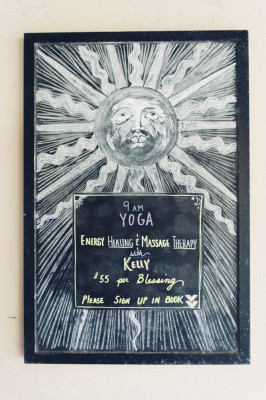 9 AM
YOGA
ENERGY HEALING & MASSAGE THERAPY
with
KELLY
$55 per Blessing
PLEASE SIGN UP IN BOOK